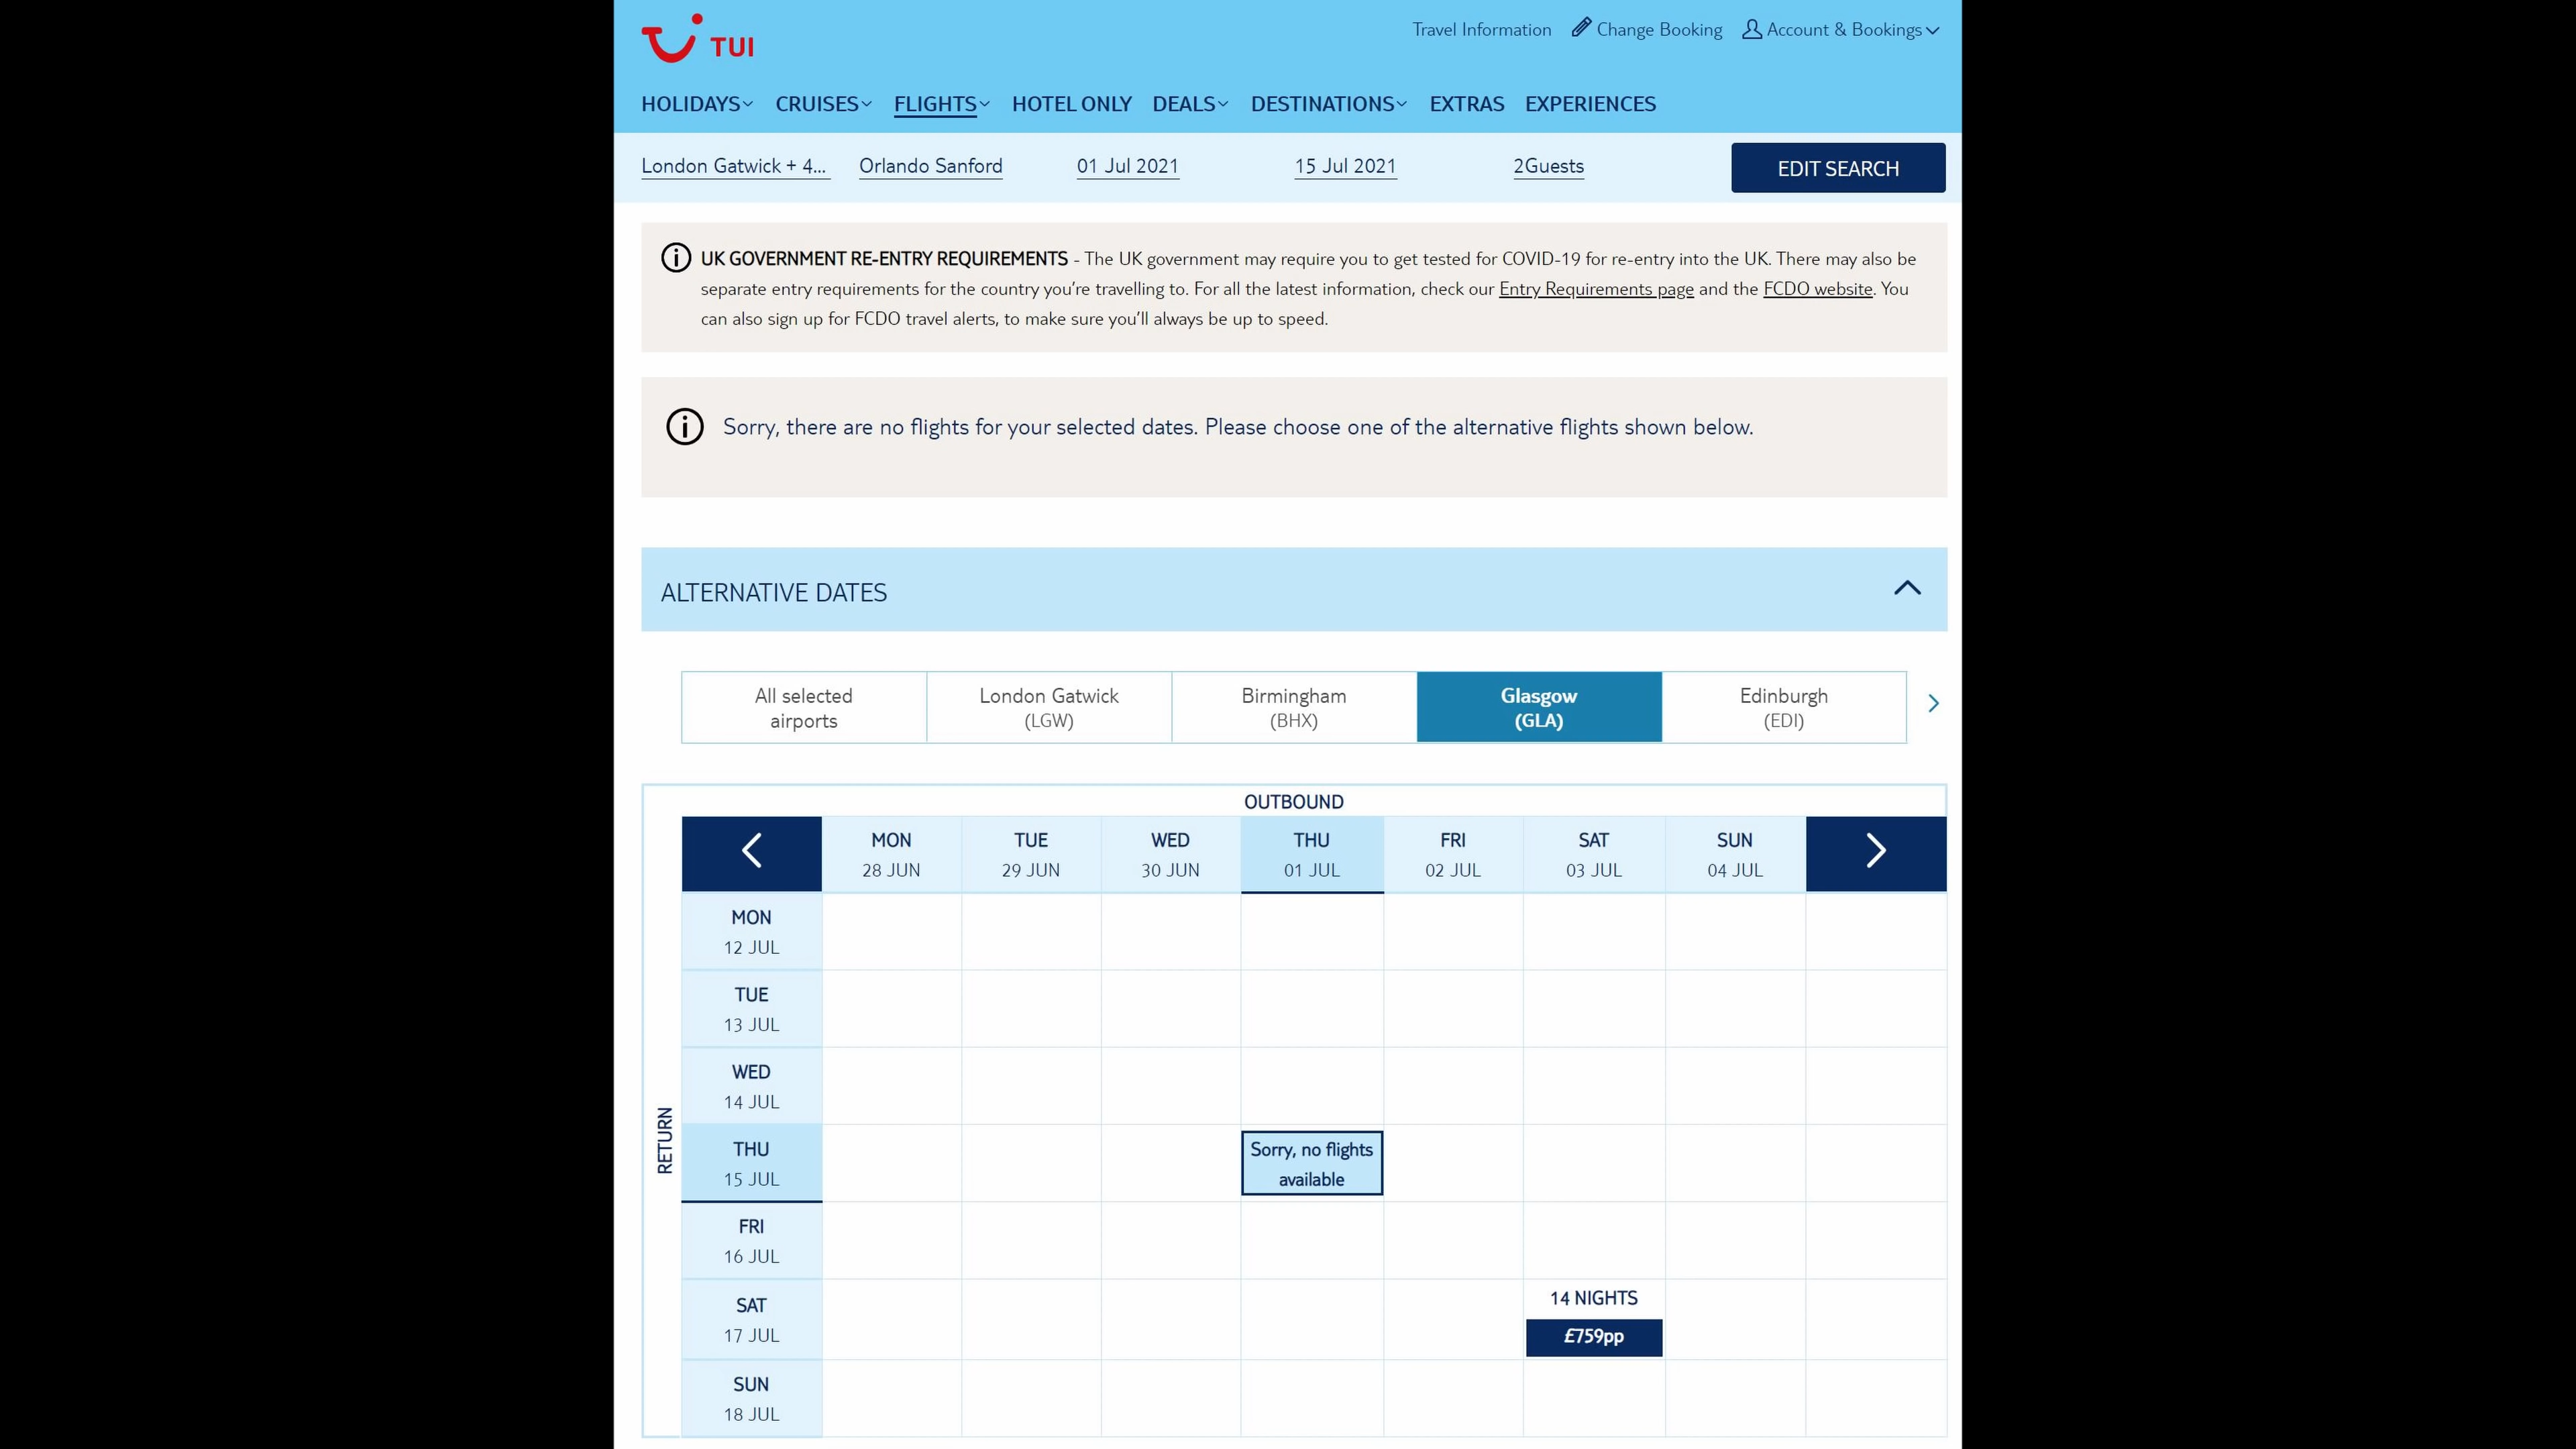 TUI
Travel Information Change Booking Account & Bookings
HOLIDAYS CRUISES FLIGHTS HOTEL ONLY DEALS DESTINATIONS EXTRAS EXPERIENCES
London Gatwick + 4... Orlando Sanford 01 Jul 2021 15 Jul 2021 2Guests EDIT SEARCH
UK GOVERNMENT RE-ENTRY REQUIREMENTS - The UK government may require you to get tested for COVID-19 for re-entry into the UK. There may also be
separate entry requirements for the country you’re travelling to. For all the latest information, check our Entry Requirements page and the FCDO website. You
can also sign up for FCDO travel alerts, to make sure you’ll always be up to speed.
Sorry, there are no flights for your selected dates. Please choose one of the alternative flights shown below.
ALTERNATIVE DATES
All selected
airports
London Gatwick
(LGW)
Birmingham
(BHX)
Glasgow
(GLA)
Edinburgh
(EDI)
OUTBOUND
MON TUE WED THU FRI SAT SUN
28 JUN 29 JUN 30 JUN 01 JUL 02 JUL 03 JUL 04 JUL
RETURN
MON
12 JUL
TUE
13 JUL
WED
14 JUL
THU
15 JUL
Sorry, no flights
available
FRI
16 JUL
SAT
17 JUL
14 NIGHTS
£759pp
SUN
18 JUL